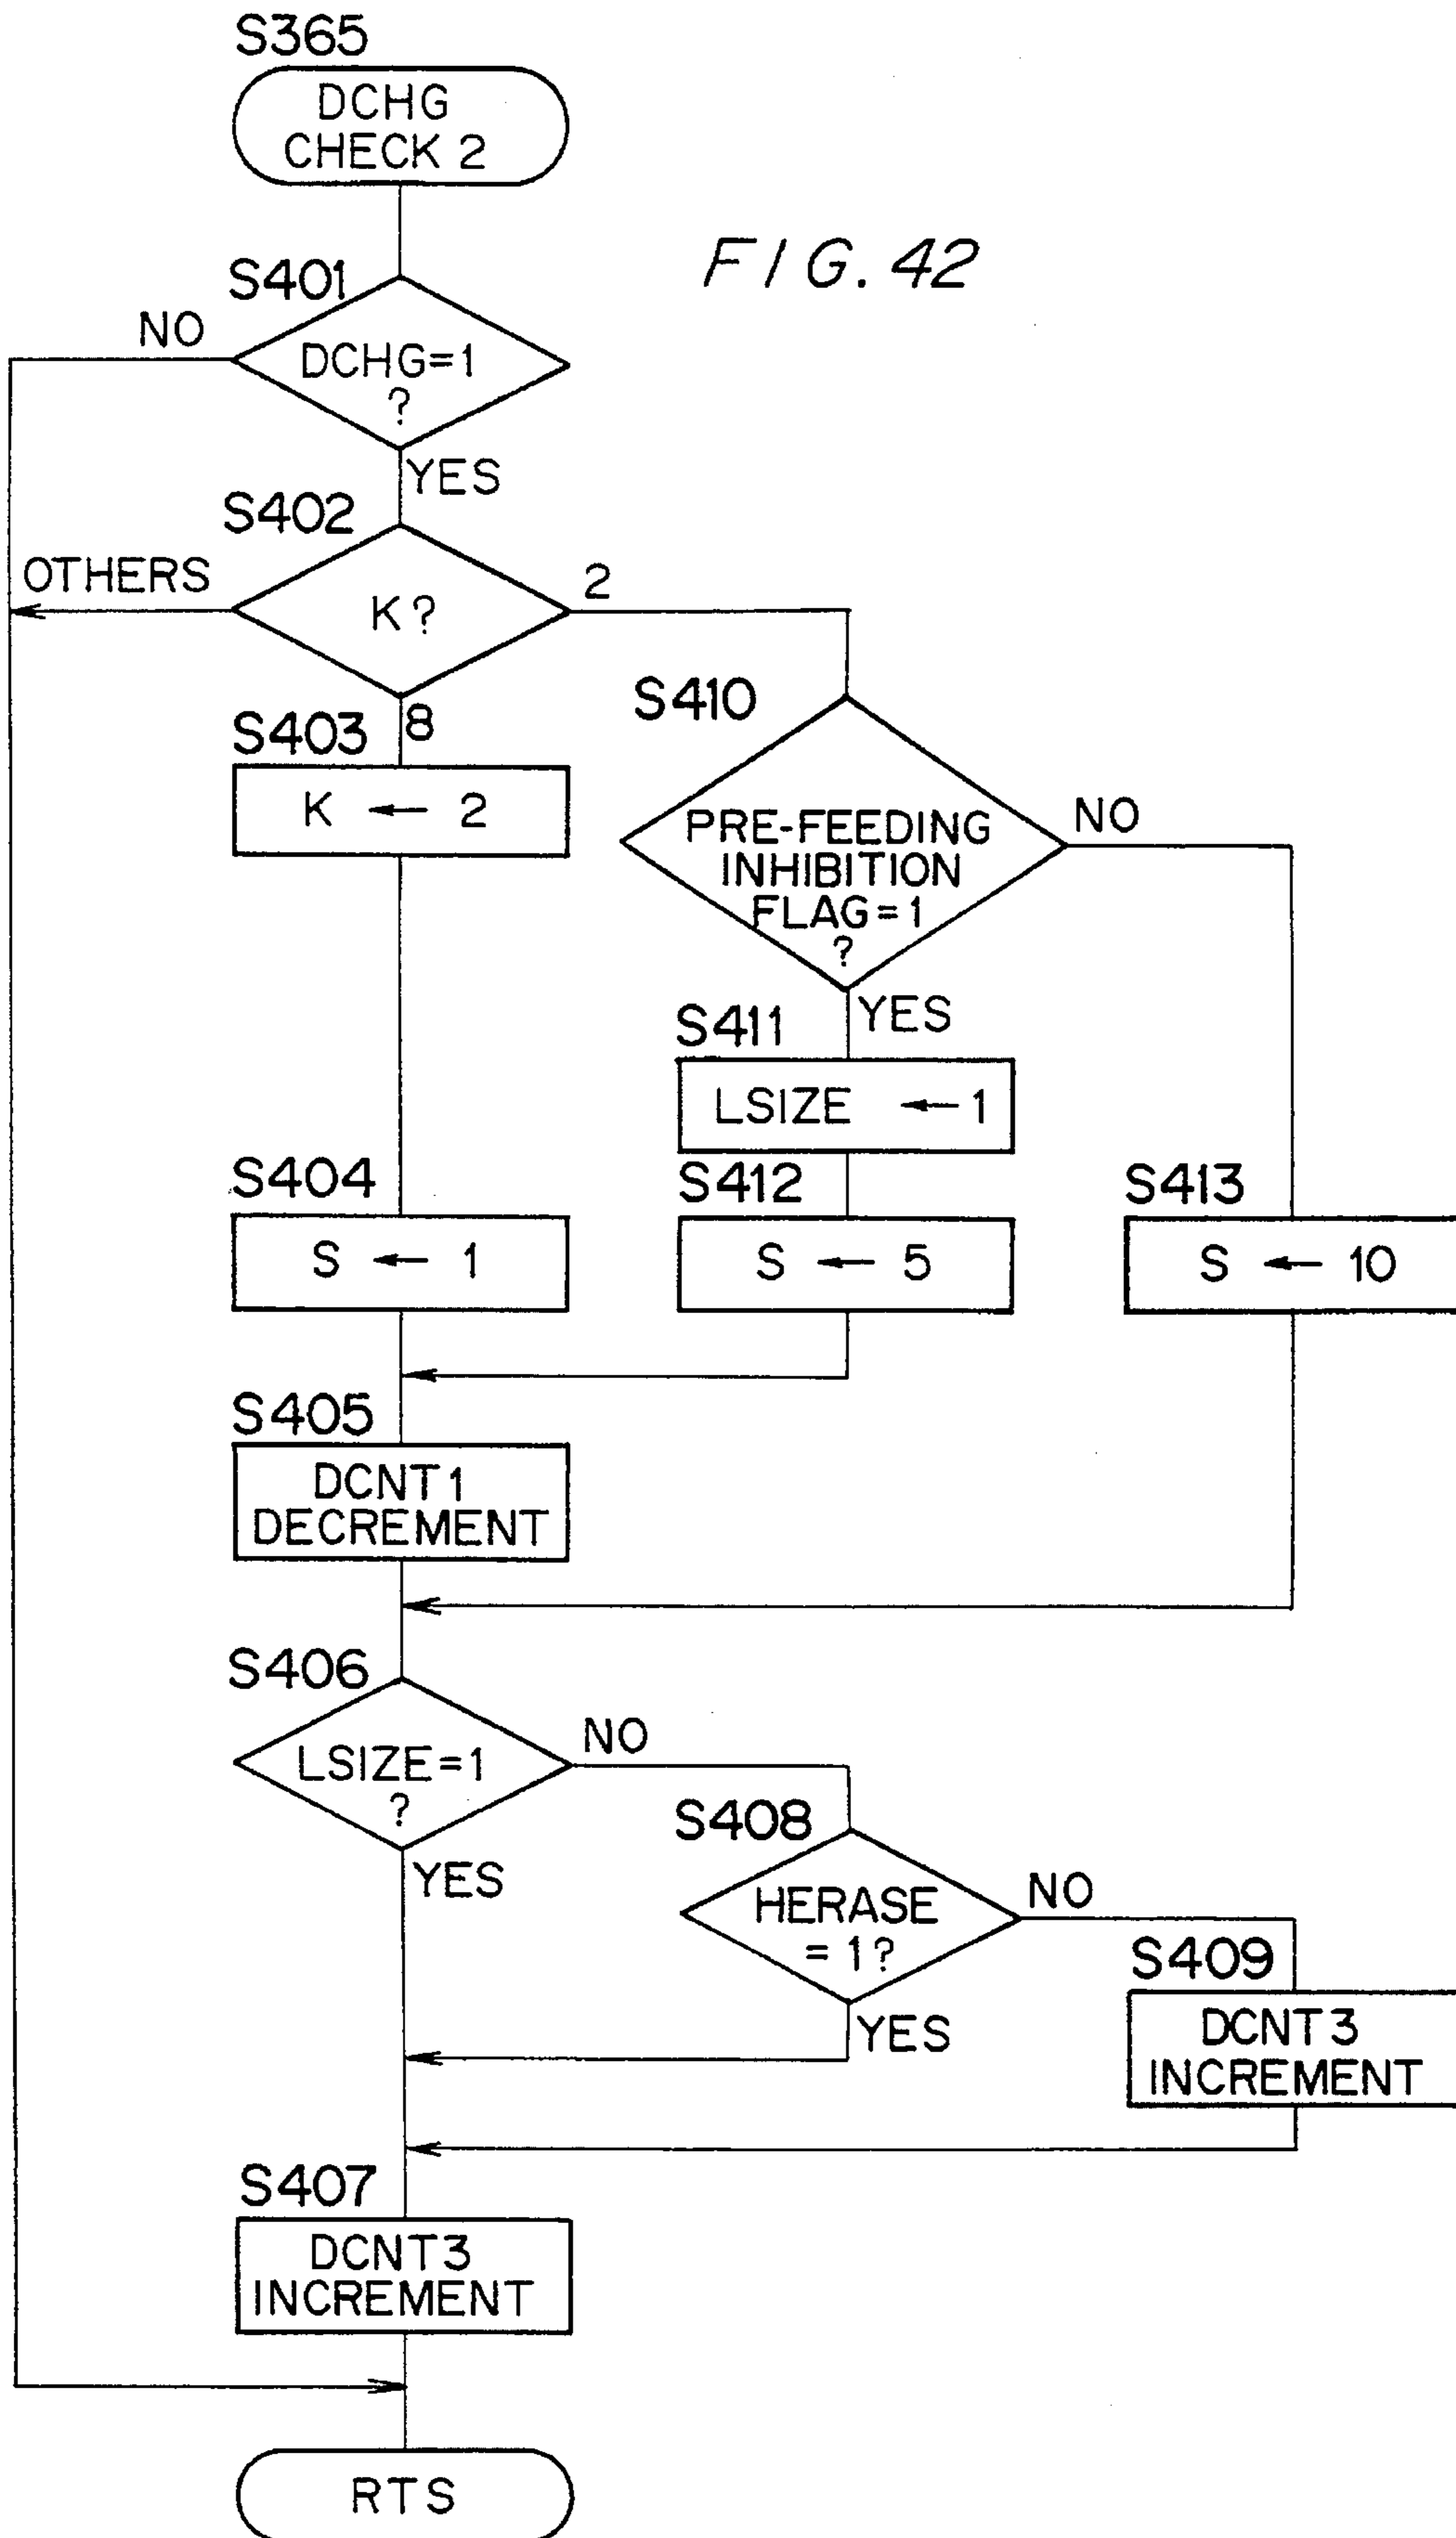 S365
DCHG
CHECK 2
FIG. 42
S401
NO
DCHG=1
?
YES
S402
OTHERS
K?
2
8
S403
K ← 2
S410
PRE-FEEDING
INHIBITION
FLAG=1
?
NO
YES
S411
LSIZE ← 1
S404
S ← 1
S412
S ← 5
S413
S ← 10
S405
DCNT1
DECREMENT
S406
LSIZE=1
?
NO
YES
S408
HERASE
=1?
NO
YES
S409
DCNT3
INCREMENT
S407
DCNT3
INCREMENT
RTS